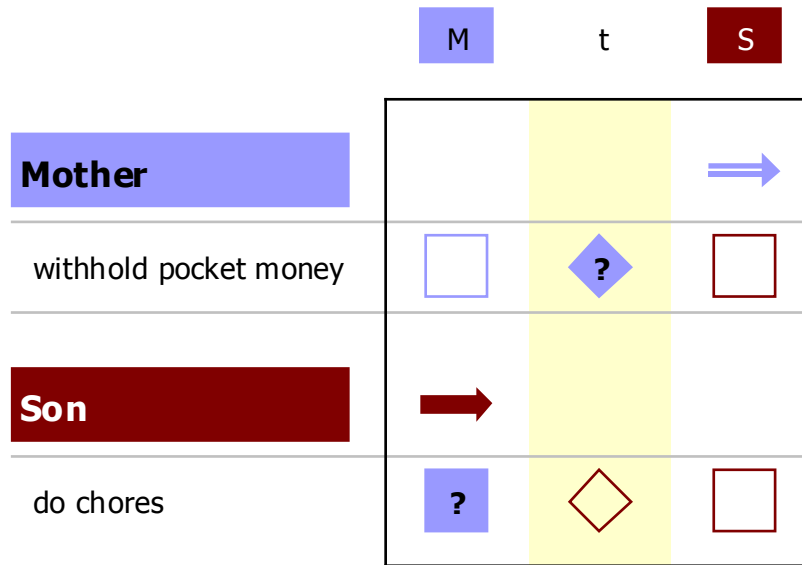 M t S
Mother
withhold pocket money ?
Son
do chores ?